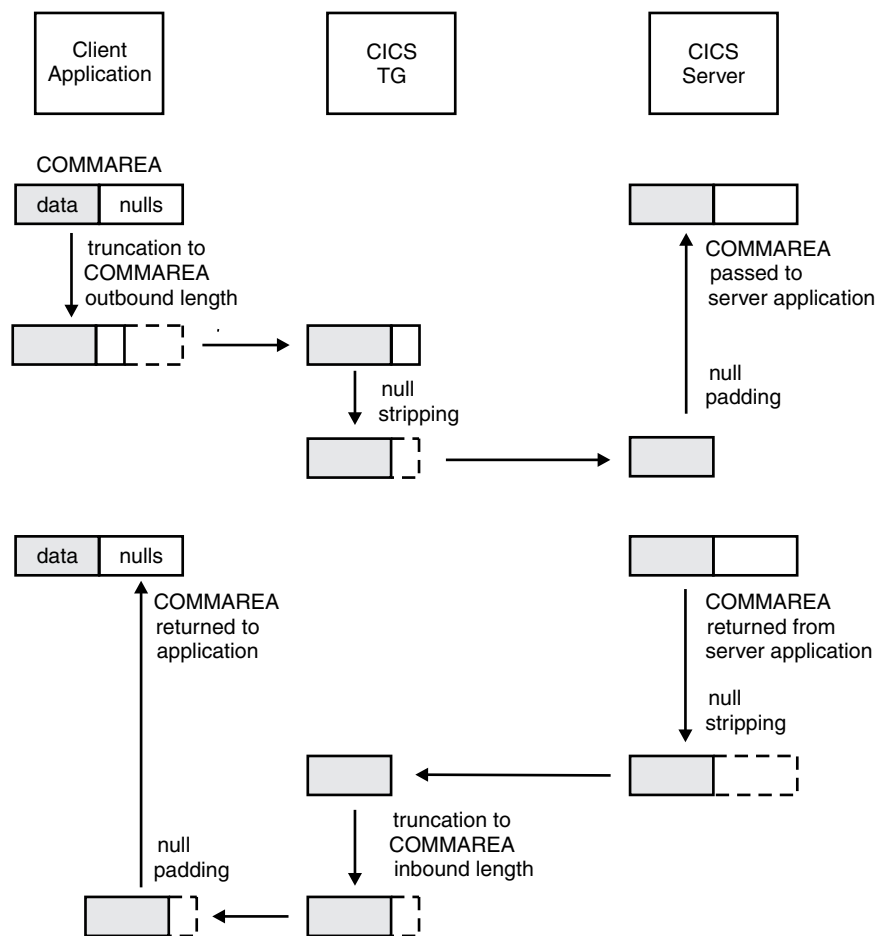 Client
Application
CICS
TG
CICS
Server
COMMAREA
data
nulls
truncation to
COMMAREA
outbound length
COMMAREA
passed to
server application
null
stripping
null
padding
data
nulls
COMMAREA
returned to
application
COMMAREA
returned from
server application
null
stripping
truncation to
COMMAREA
inbound length
null
padding